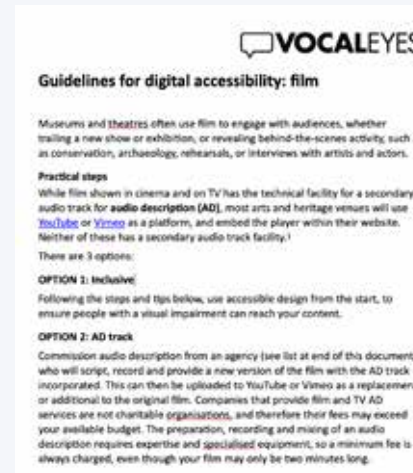 VOCALEYES
Guidelines for digital accessibility: film
Museums and theatres often use film to engage with audiences, whether
trailing a new show or exhibition, or revealing behind-the-scenes activity, such
as conservation, archaeology, rehearsals, or interviews with artists and actors.
Practical steps
While film shown in cinema and on TV has the technical facility for a secondary
audio track for audio description (AD), most arts and heritage venues will use
YouTube or Vimeo as a platform, and embed the player within their website.
Neither of these has a secondary audio track facility.¹
There are 3 options:
OPTION 1: Inclusive
Following the steps and tips below, use accessible design from the start, to
ensure people with a visual impairment can reach your content.
OPTION 2: AD track
Commission audio description from an agency (see list at end of this document
who will script, record and provide a new version of the film with the AD track
incorporated. This can then be uploaded to YouTube or Vimeo as a replacement
or additional to the original film. Companies that provide film and TV AD
services are not charitable organisations, and therefore their fees may exceed
your available budget. The preparation, recording and mixing of an audio
description requires expertise and specialised equipment, so a minimum fee is
always charged, even though your film may only be two minutes long.